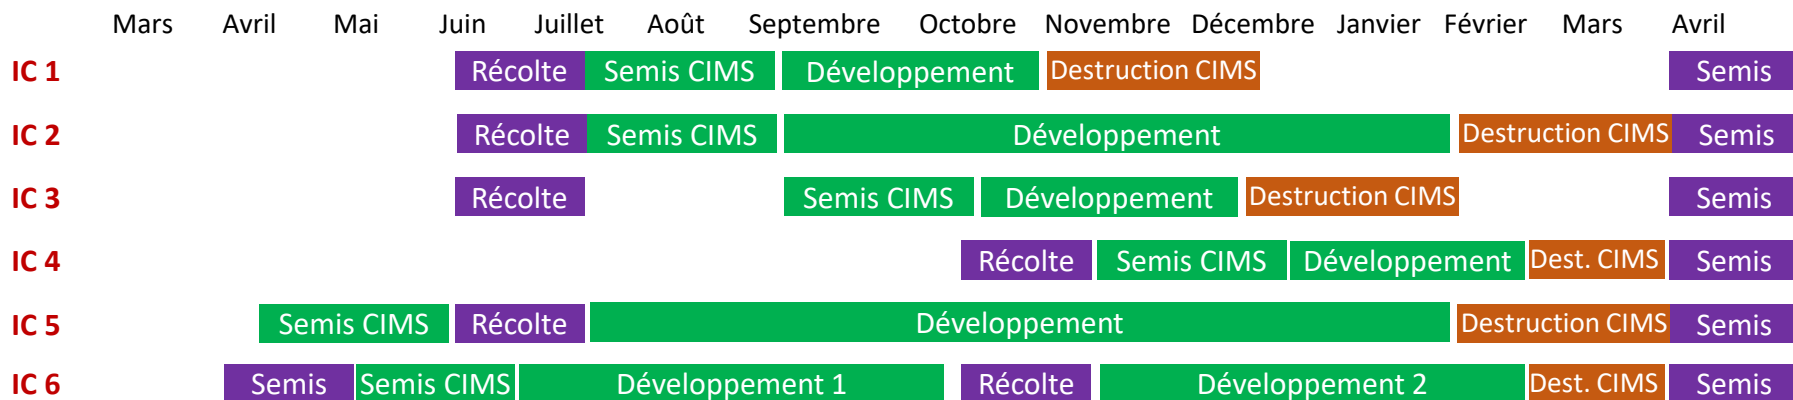 Mars Avril Mai Juin Juillet Août Septembre Octobre Novembre Décembre Janvier Février Mars Avril
IC 1 Récolte Semis CIMS Développement Destruction CIMS Semis
IC 2 Récolte Semis CIMS Développement Destruction CIMS Semis
IC 3 Récolte Semis CIMS Développement Destruction CIMS Semis
IC 4 Récolte Semis CIMS Développement Dest. CIMS Semis
IC 5 Semis CIMS Récolte Développement Destruction CIMS Semis
IC 6 Semis Semis CIMS Développement 1 Récolte Développement 2 Dest. CIMS Semis